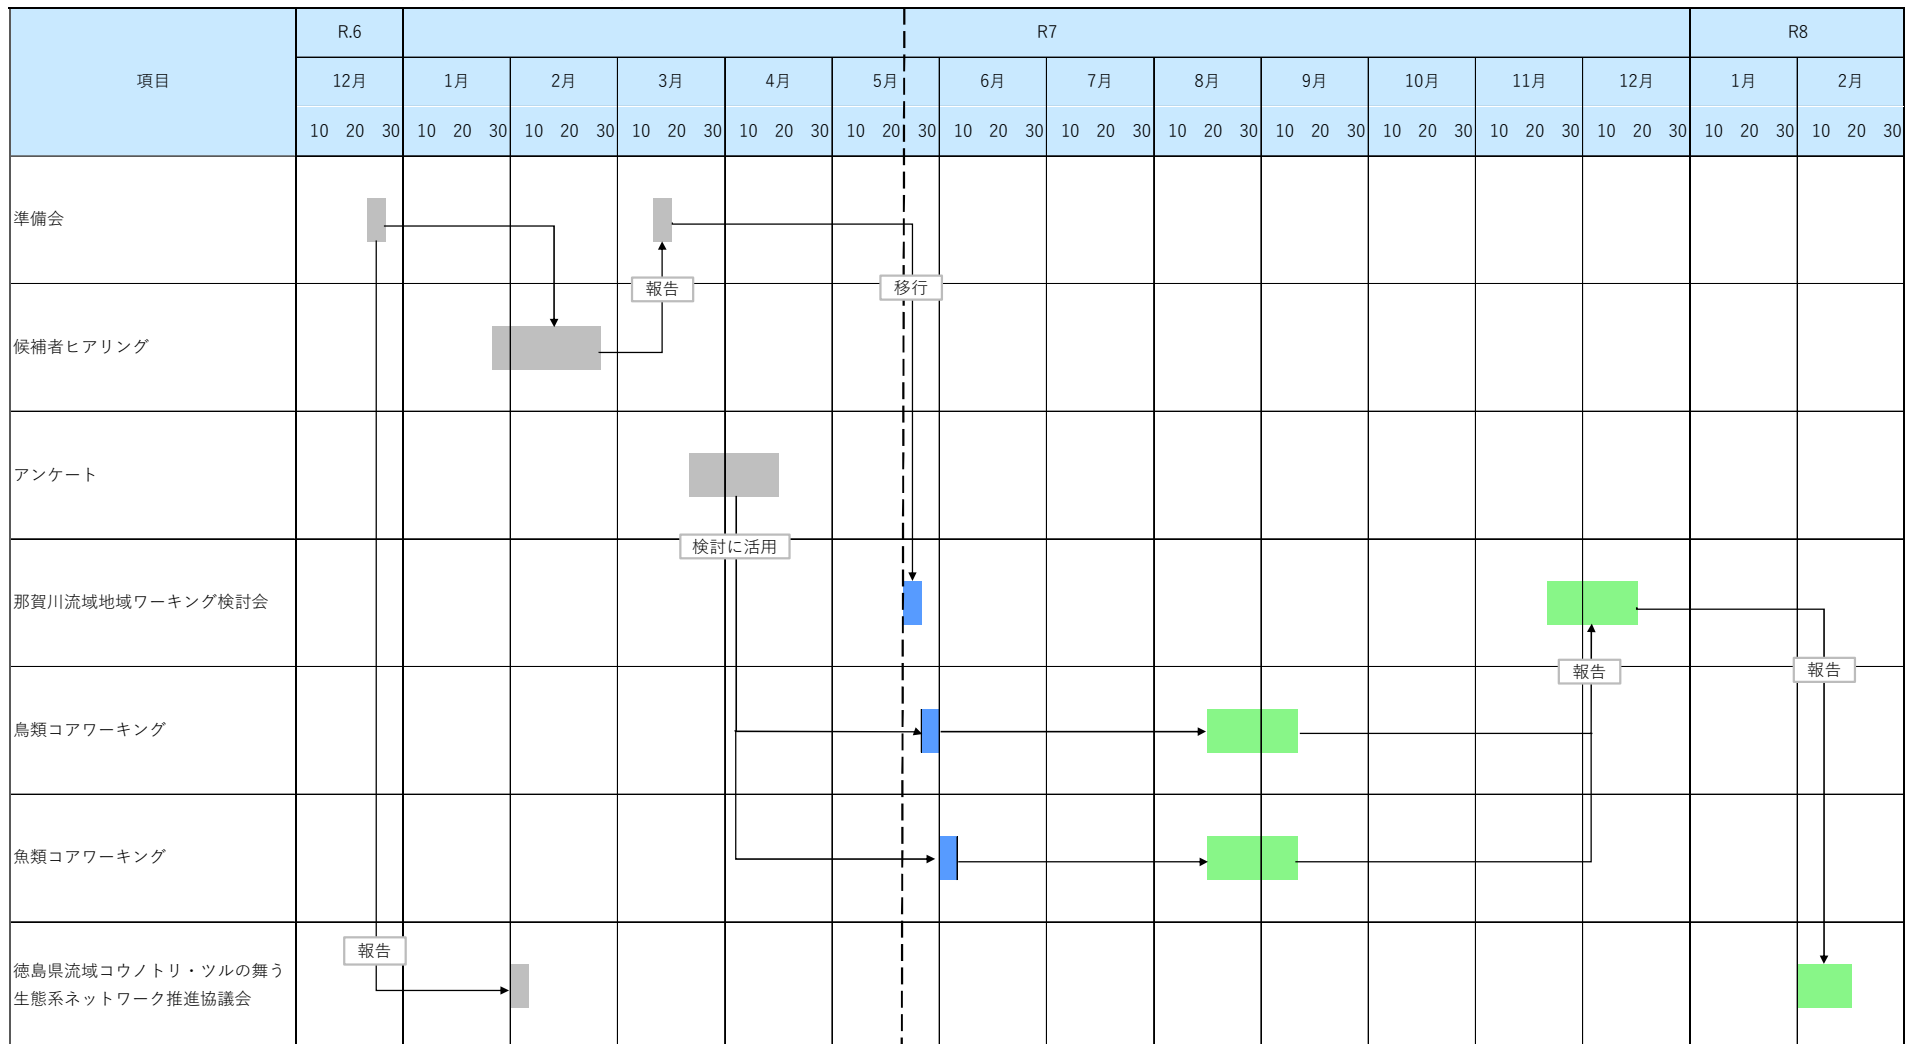 項目
R.6
R7
R8
12月 1月 2月 3月 4月 5月 6月 7月 8月 9月 10月 11月 12月 1月 2月
10 20 30 10 20 30 10 20 30 10 20 30 10 20 30 10 20 30 10 20 30 10 20 30 10 20 30 10 20 30 10 20 30 10 20 30 10 20 30 10 20 30 10 20 30
準備会
報告
移行
候補者ヒアリング
アンケート
検討に活用
那賀川流域地域ワーキング検討会
報告
報告
鳥類コアワーキング
魚類コアワーキング
報告
徳島県流域コウノトリ・ツルの舞う
生態系ネットワーク推進協議会